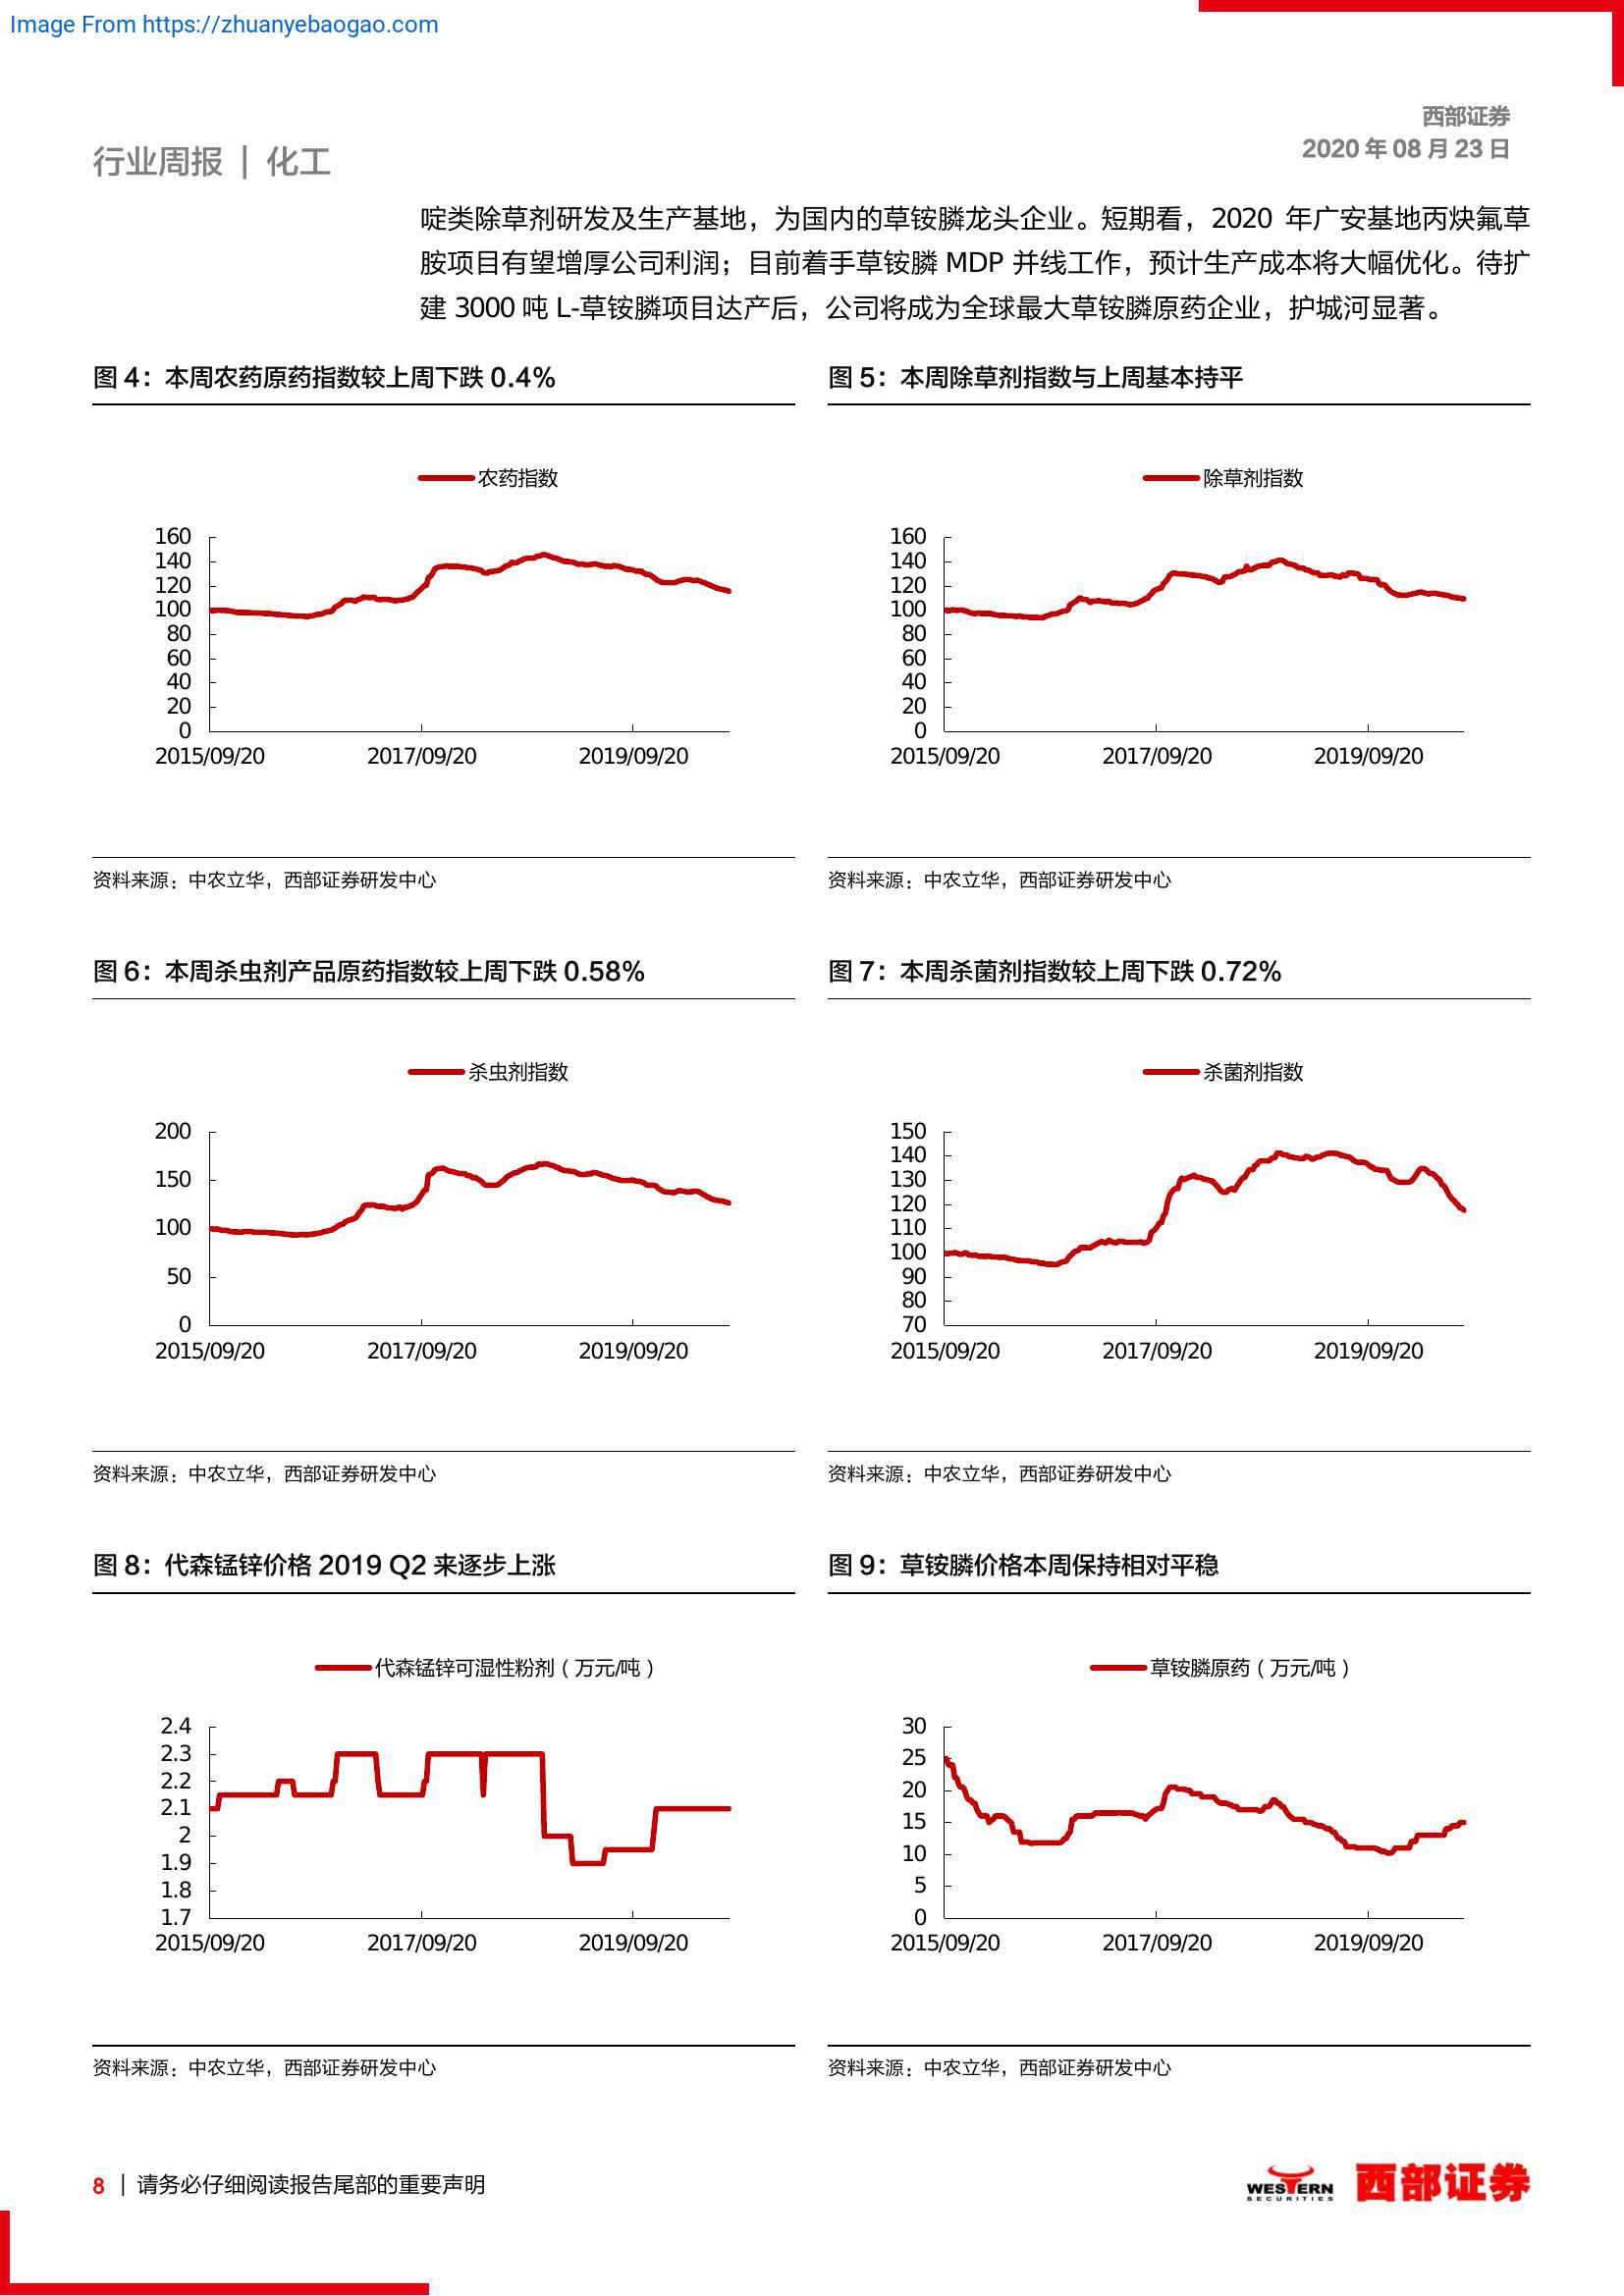 Image From https://zhuanyebaogao.com
西部证券
2020 年 08 月 23 日
行业周报 | 化工
啶类除草剂研发及生产基地，为国内的草铵膦龙头企业。短期看，2020 年广安基地丙炔氟草
胺项目有望增厚公司利润；目前着手草铵膦 MDP 并线工作，预计生产成本将大幅优化。待扩
建 3000 吨 L-草铵膦项目达产后，公司将成为全球最大草铵膦原药企业，护城河显著。
图 4：本周农药原药指数较上周下跌 0.4%
农药指数
160
140
120
100
80
60
40
20
0
2015/09/20 2017/09/20 2019/09/20
资料来源：中农立华，西部证券研发中心
图 5：本周除草剂指数与上周基本持平
除草剂指数
160
140
120
100
80
60
40
20
0
2015/09/20 2017/09/20 2019/09/20
资料来源：中农立华，西部证券研发中心
图 6：本周杀虫剂产品原药指数较上周下跌 0.58%
杀虫剂指数
200
150
100
50
0
2015/09/20 2017/09/20 2019/09/20
资料来源：中农立华，西部证券研发中心
图 7：本周杀菌剂指数较上周下跌 0.72%
杀菌剂指数
150
140
130
120
110
100
90
80
70
2015/09/20 2017/09/20 2019/09/20
资料来源：中农立华，西部证券研发中心
图 8：代森锰锌价格 2019 Q2 来逐步上涨
代森锰锌可湿性粉剂（万元/吨）
2.4
2.3
2.2
2.1
2
1.9
1.8
1.7
2015/09/20 2017/09/20 2019/09/20
资料来源：中农立华，西部证券研发中心
图 9：草铵膦价格本周保持相对平稳
草铵膦原药（万元/吨）
30
25
20
15
10
5
0
2015/09/20 2017/09/20 2019/09/20
资料来源：中农立华，西部证券研发中心
8 | 请务必仔细阅读报告尾部的重要声明
WESTERN
SECURITIES
西部证券